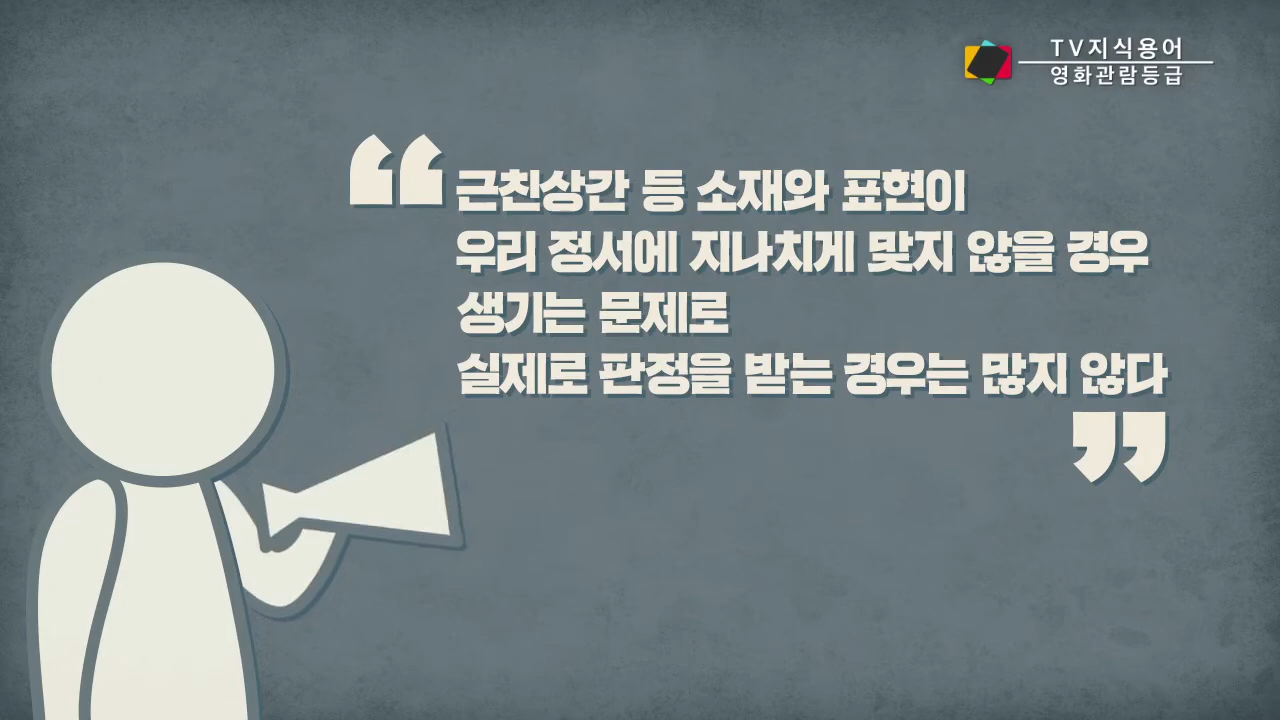 TV지식용어
영화관람등급
“근친상간 등 소재와 표현이
우리 정서에 지나치게 맞지 않을 경우
생기는 문제로
실제로 판정을 받는 경우는 많지 않다”